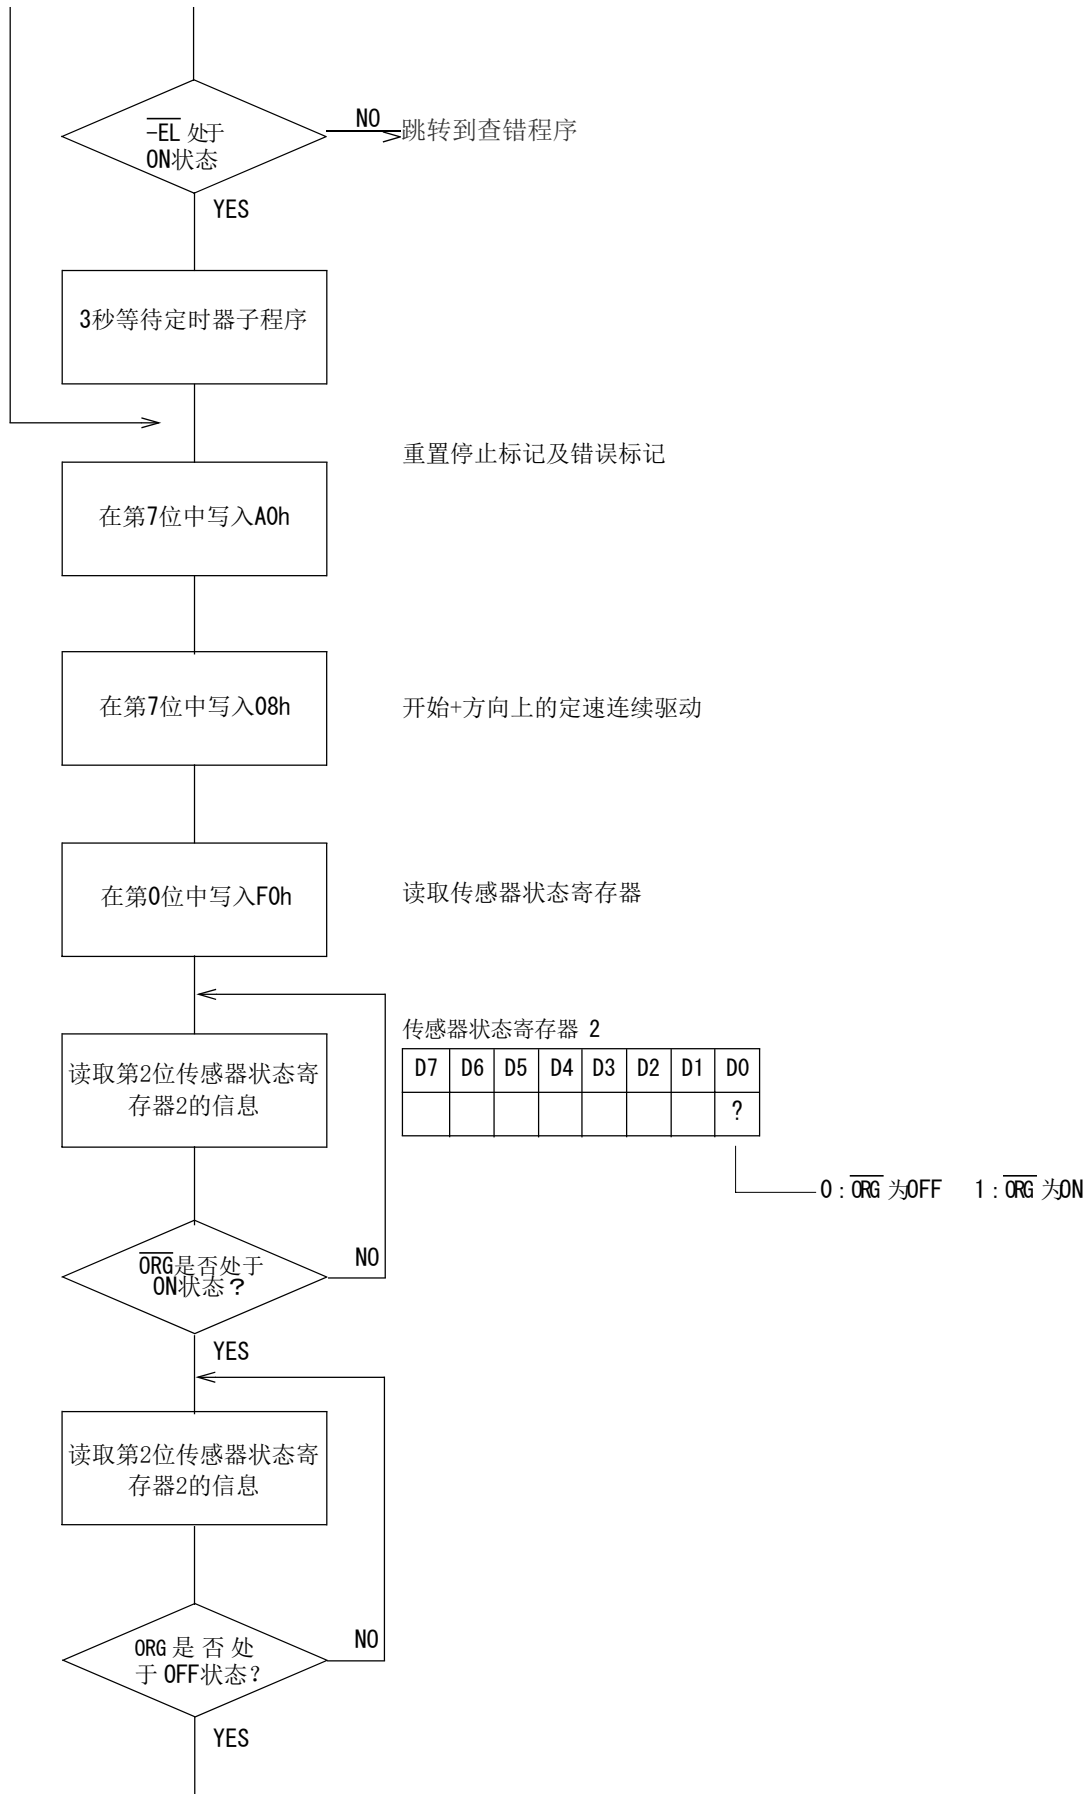 -EL 处于
ON状态
NO
跳转到查错程序
YES
3秒等待定时器子程序
重置停止标记及错误标记
在第7位中写入A0h
在第7位中写入08h
开始+方向上的定速连续驱动
在第0位中写入F0h
读取传感器状态寄存器
传感器状态寄存器 2
D7 D6 D5 D4 D3 D2 D1 D0
?
读取第2位传感器状态寄
存器2的信息
0:ORG 为OFF 1:ORG 为ON
ORG是否处于
ON状态?
NO
YES
读取第2位传感器状态寄
存器2的信息
ORG 是 否 处
于 OFF状态?
NO
YES